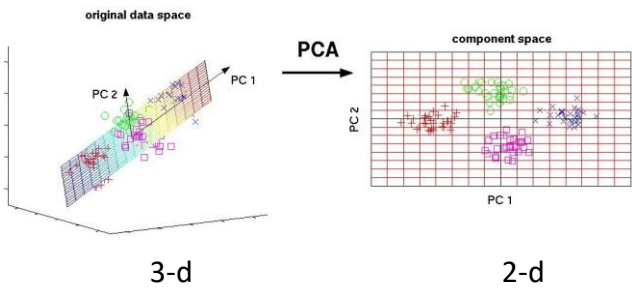 original data space
PC 1
PC 2
PCA
component space
PC 2
PC 1
3-d
2-d